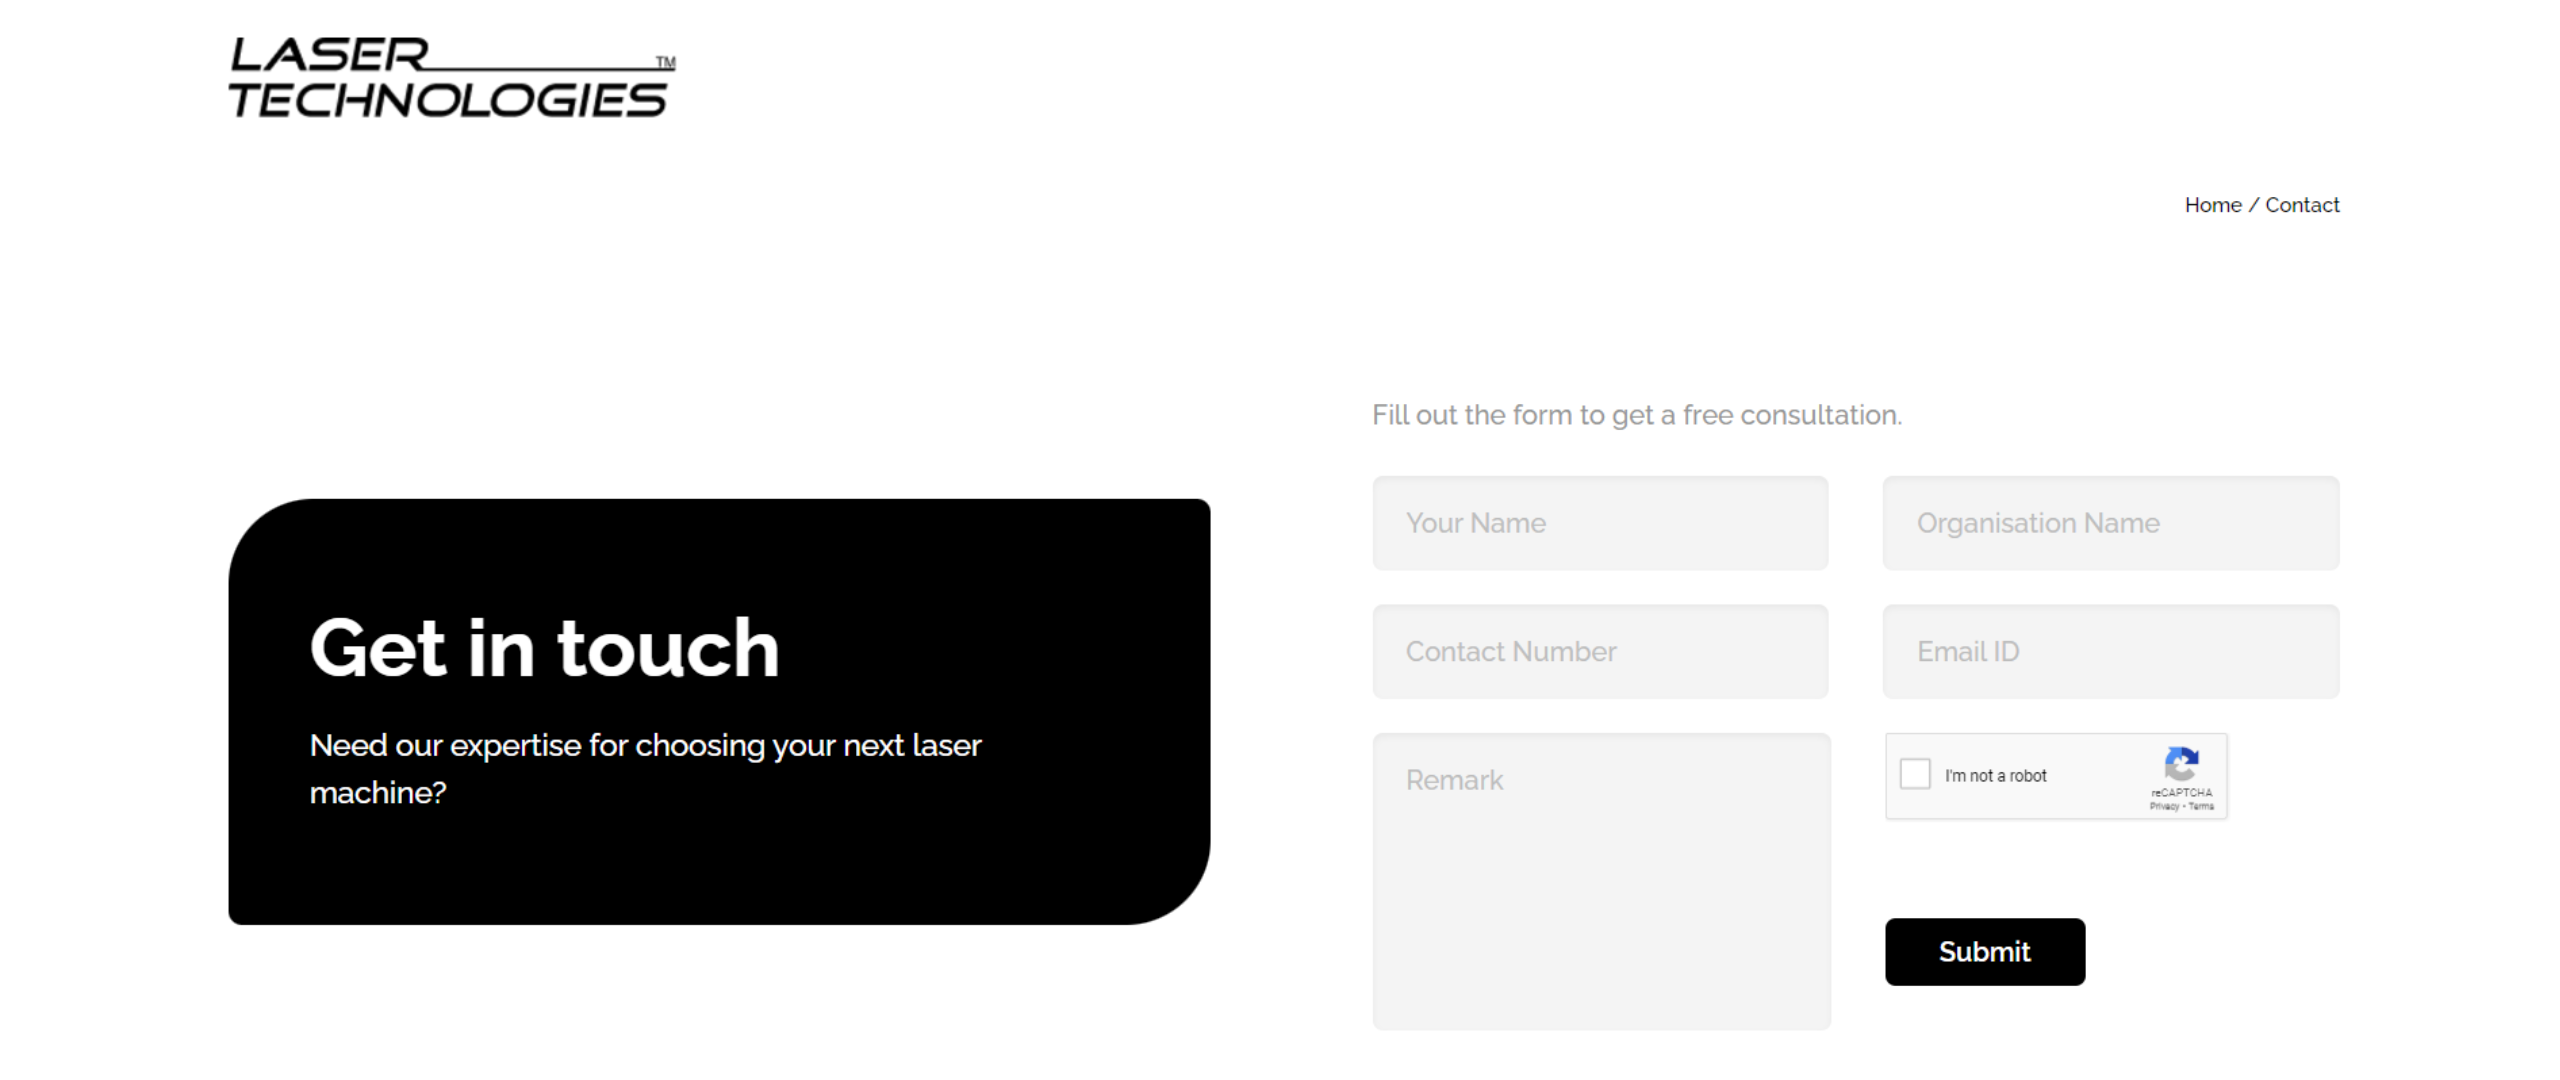 LASER
TM
TECHNOLOGIES
Home / Contact
Fill out the form to get a free consultation.
Your Name
Organisation Name
Get in touch
Contact Number
Email ID
Need our expertise for choosing your next laser
machine?
Remark
I'm not a robot
reCAPTCHA
Privacy - Terms
Submit